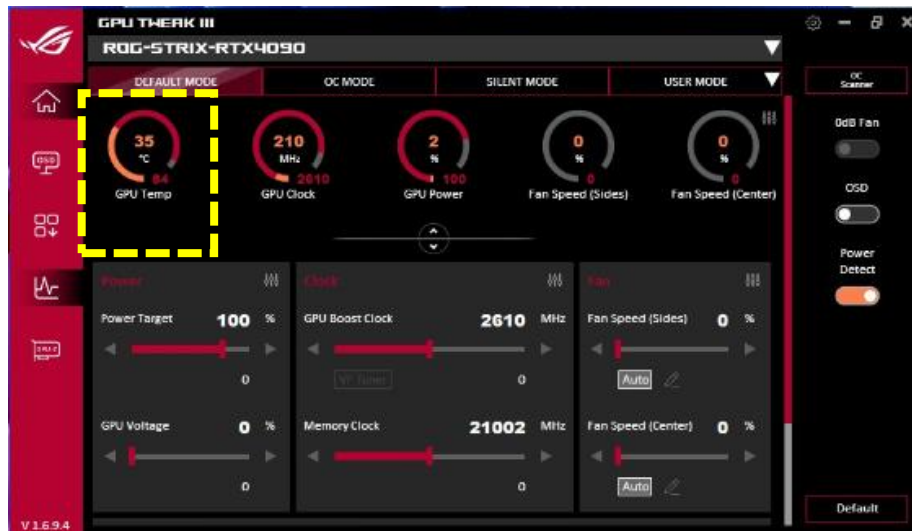 GPU TWEAK III
ROG-STRIX-RTX4090
DEFAULT MODE OC MODE SILENT MODE USER MODE
OC
Scanner
35 210 2 0 0
°C MHz % % %
84 2610 100 0 0
GPU Temp GPU Clock GPU Power Fan Speed (Sides) Fan Speed (Center)
0dB Fan
OSD
Power
Detect
OSD
Power Clock Fan
Power Target 100 % GPU Boost Clock 2610 MHz Fan Speed (Sides) 0 %
0 VF Tuner 0 Auto
GPU Voltage 0 % Memory Clock 21002 MHz Fan Speed (Center) 0 %
0 0 Auto
V 1.6.9.4
Default